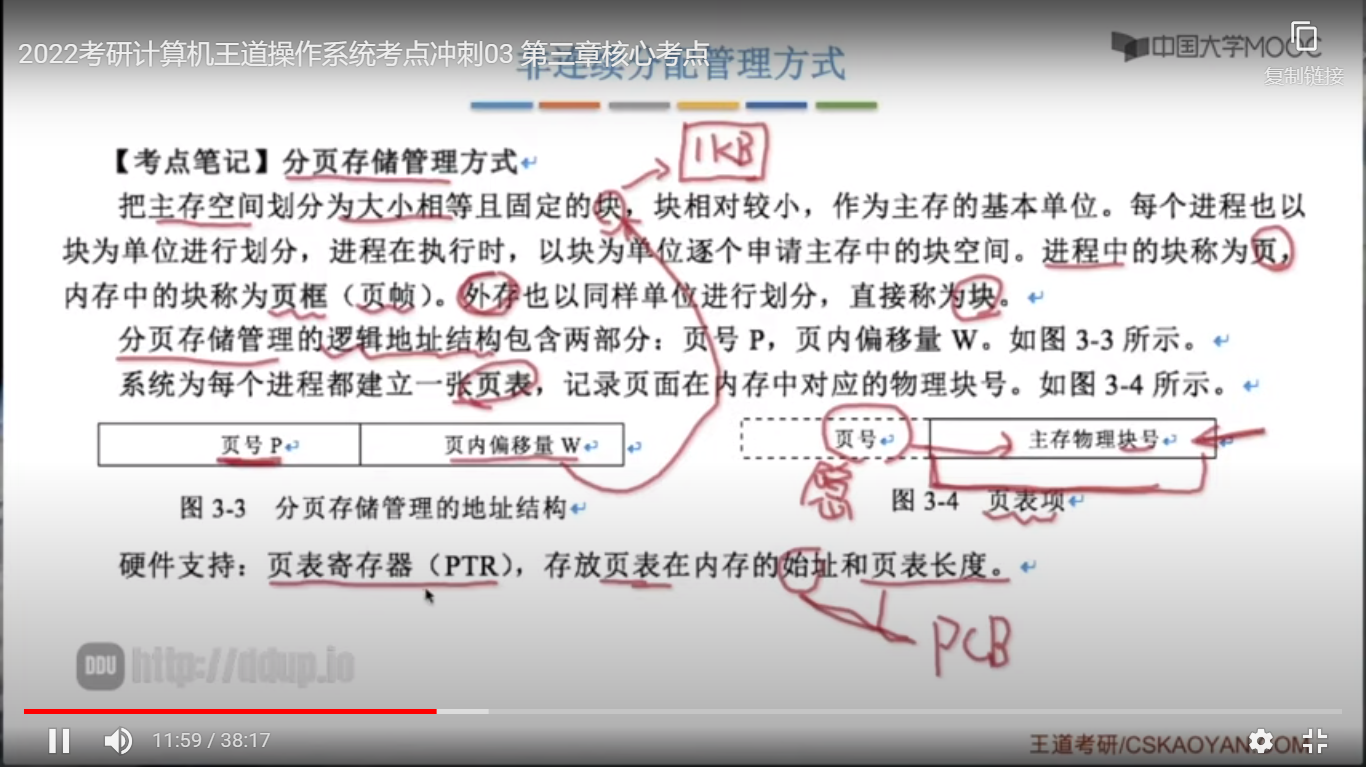 2022考研计算机王道操作系统考点冲刺03 第三章核心考点
非连续分配管理方式
中国大学MOOC
复制链接
1KB
【考点笔记】分页存储管理方式
把主存空间划分为大小相等且固定的块，块相对较小，作为主存的基本单位。每个进程也以
块为单位进行划分，进程在执行时，以块为单位逐个申请主存中的块空间。进程中的块称为页，
内存中的块称为页框（页帧）。外存也以同样单位进行划分，直接称为块。
分页存储管理的逻辑地址结构包含两部分：页号 P，页内偏移量 W。如图 3-3 所示。
系统为每个进程都建立一张页表，记录页面在内存中对应的物理块号。如图 3-4 所示。
页号 P 页内偏移量 W 页号 主存物理块号
图 3-3 分页存储管理的地址结构 图 3-4 页表项
硬件支持：页表寄存器（PTR），存放页表在内存的始址和页表长度。
PCB
DDU http://ddup.io
11:59 / 38:17
王道考研/CSKAOYAN.COM